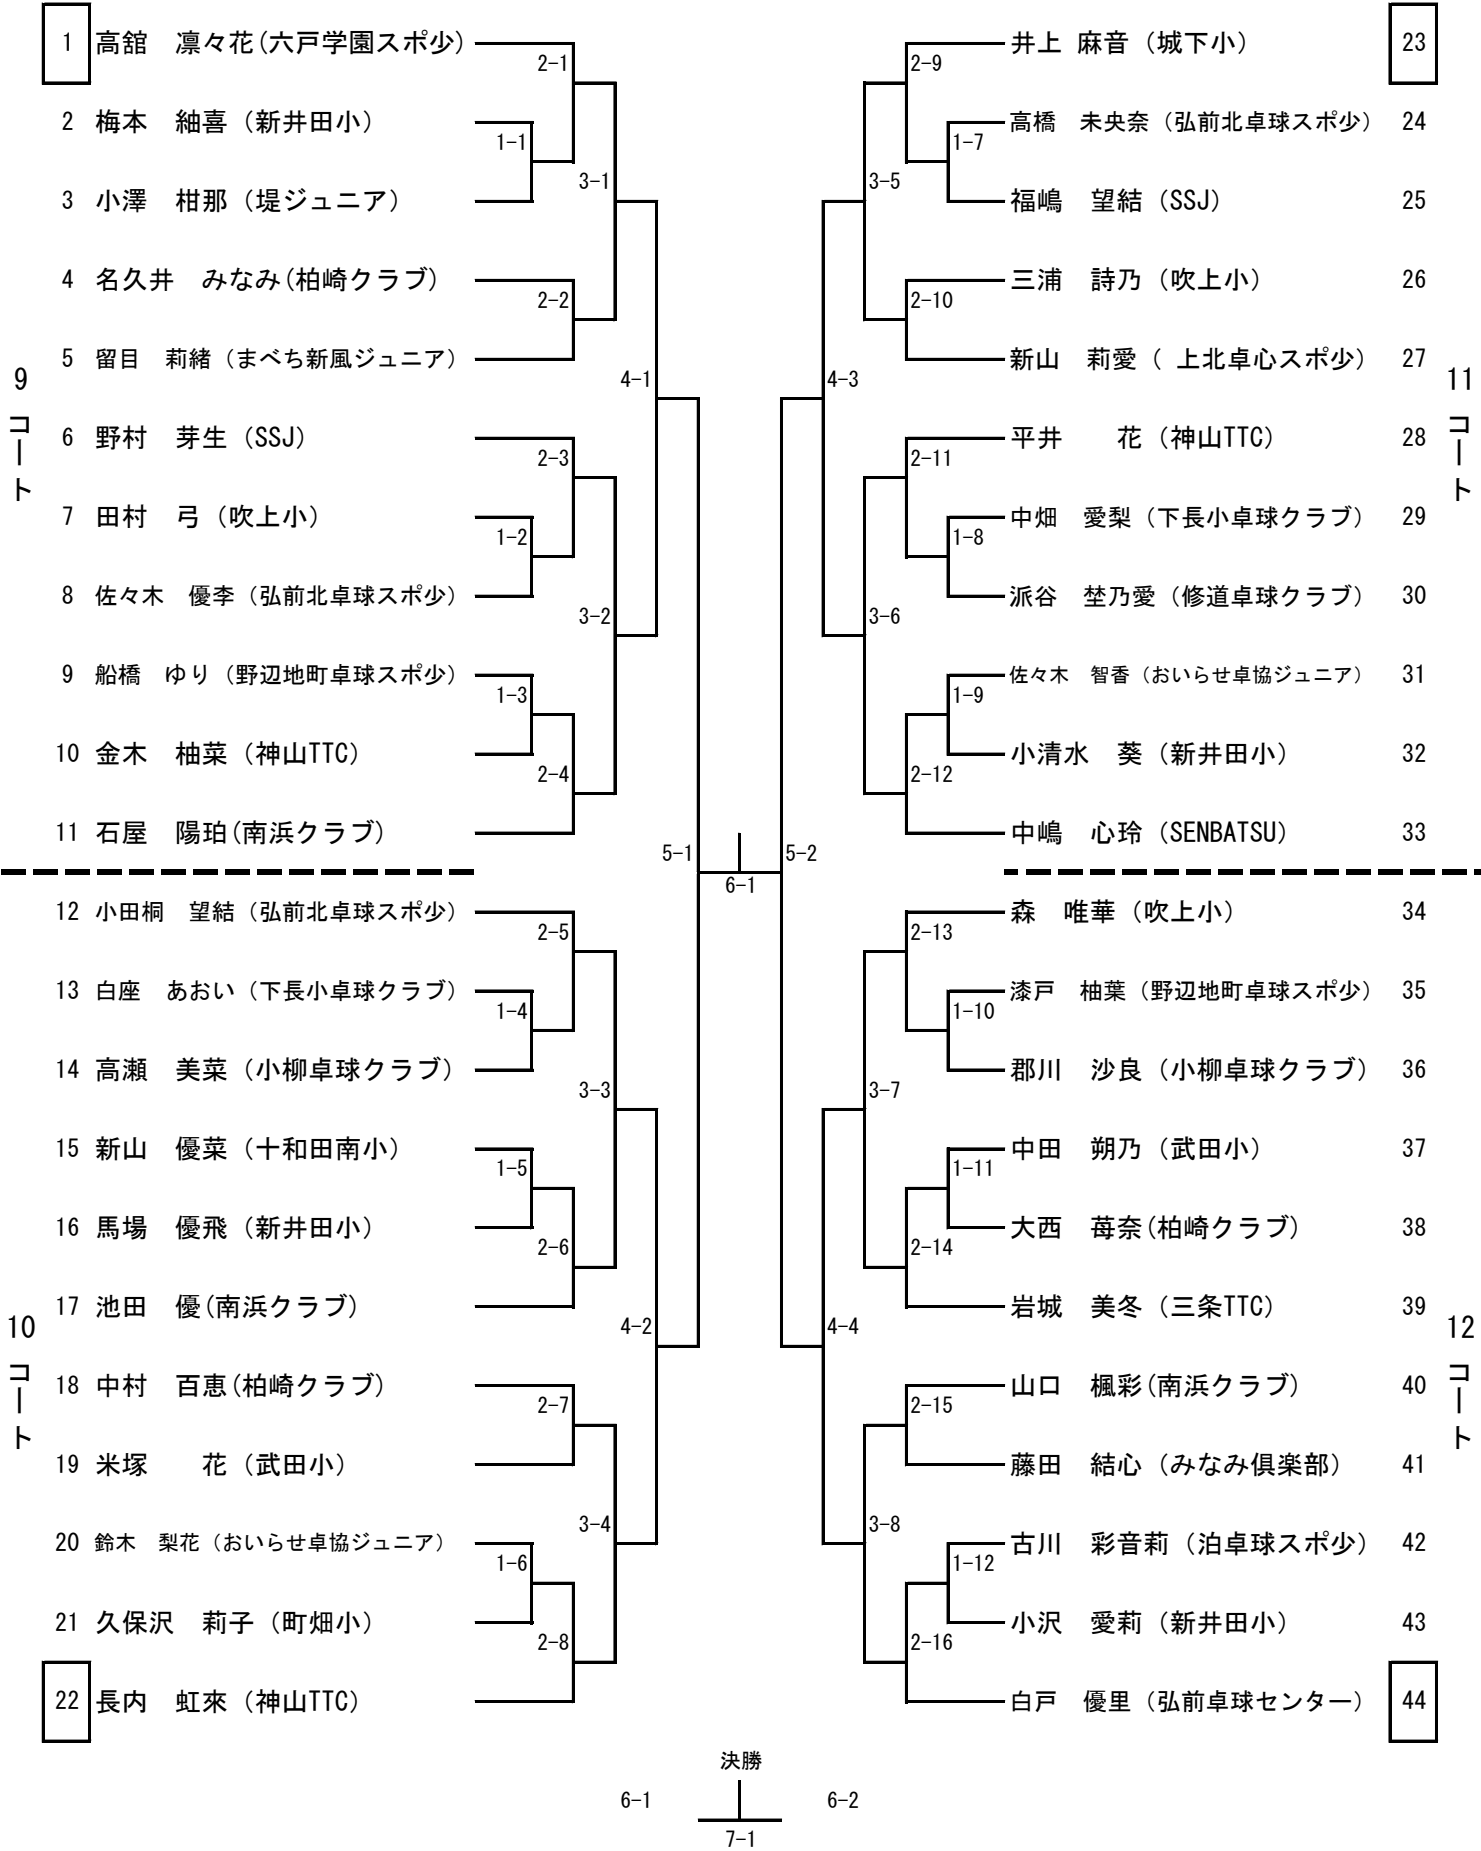 9コート
1 高舘　凛々花(六戸学園スポ少)
2 梅本　紬喜（新井田小）
3 小澤　柑那（堤ジュニア）
4 名久井　みなみ(柏崎クラブ)
5 留目　莉緒（まべち新風ジュニア）
6 野村　芽生（SSJ）
7 田村　弓（吹上小）
8 佐々木　優李（弘前北卓球スポ少）
9 船橋　ゆり（野辺地町卓球スポ少）
10 金木　柚菜（神山TTC）
11 石屋　陽珀(南浜クラブ)
10コート
12 小田桐　望結（弘前北卓球スポ少）
13 白座　あおい（下長小卓球クラブ）
14 高瀬　美菜（小柳卓球クラブ）
15 新山　優菜（十和田南小）
16 馬場　優飛（新井田小）
17 池田　優(南浜クラブ)
18 中村　百恵(柏崎クラブ)
19 米塚　　花（武田小）
20 鈴木　梨花（おいらせ卓協ジュニア）
21 久保沢　莉子（町畑小）
22 長内　虹來（神山TTC）
1-1
1-2
1-3
1-4
1-5
1-6
2-1
2-2
2-3
2-4
2-5
2-6
2-7
2-8
3-1
3-2
3-3
3-4
4-1
4-2
5-1
6-1
5-2
4-3
4-4
3-5
3-6
3-7
3-8
2-9
2-10
2-11
2-12
2-13
2-14
2-15
2-16
1-7
1-8
1-9
1-10
1-11
1-12
11コート
井上 麻音（城下小） 23
高橋　未央奈（弘前北卓球スポ少） 24
福嶋　望結（SSJ） 25
三浦　詩乃（吹上小） 26
新山　莉愛（ 上北卓心スポ少） 27
平井　　花（神山TTC） 28
中畑　愛梨（下長小卓球クラブ） 29
派谷　埜乃愛（修道卓球クラブ） 30
佐々木　智香（おいらせ卓協ジュニア） 31
小清水　葵（新井田小） 32
中嶋　心玲（SENBATSU） 33
12コート
森　唯華（吹上小） 34
漆戸　柚葉（野辺地町卓球スポ少） 35
郡川　沙良（小柳卓球クラブ） 36
中田　朔乃（武田小） 37
大西　苺奈(柏崎クラブ) 38
岩城　美冬（三条TTC） 39
山口　楓彩(南浜クラブ) 40
藤田　結心（みなみ倶楽部） 41
古川　彩音莉（泊卓球スポ少） 42
小沢　愛莉（新井田小） 43
白戸　優里（弘前卓球センター） 44
決勝
6-1 6-2
7-1